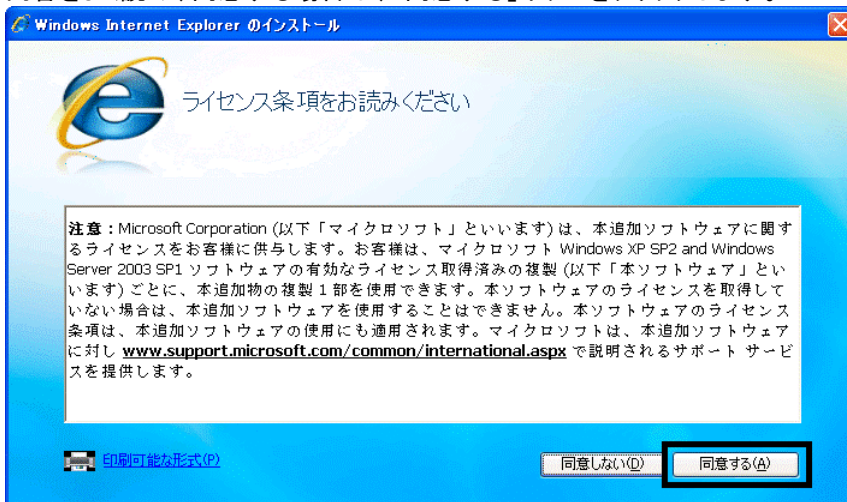 Windows Internet Explorer のインストール
ライセンス条項をお読みください
注意：Microsoft Corporation (以下「マイクロソフト」といいます) は、本追加ソフトウェアに関す
るライセンスをお客様に供与します。お客様は、マイクロソフト Windows XP SP2 and Windows
Server 2003 SP1 ソフトウェアの有効なライセンス取得済みの複製 (以下「本ソフトウェア」とい
います) ごとに、本追加物の複製 1 部を使用できます。本ソフトウェアのライセンスを取得して
いない場合は、本追加ソフトウェアを使用することはできません。本ソフトウェアのライセンス
条項は、本追加ソフトウェアの使用にも適用されます。マイクロソフトは、本追加ソフトウェア
に対し www.support.microsoft.com/common/international.aspx で説明されるサポート サービ
スを提供します。
印刷可能な形式(P)
同意しない(D)
同意する(A)